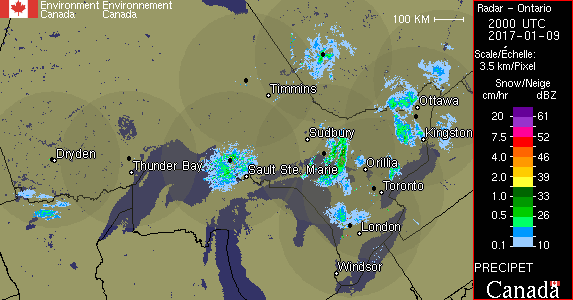 Environment Environnement
Canada Canada
100 KM
Timmins
Ottawa
Sudbury
Kingston
Dryden
Thunder Bay
Sault Ste. Marie
Orillia
Toronto
London
Windsor
Radar - Ontario
2000 UTC
2017-01-09
Scale/Échelle:
3.5 km/Pixel
Snow/Neige
cm/hr dBZ
20 61
7.5 52
4.0 46
2.0 39
1.0 33
0.5 26
0.1 10
PRECIPET
Canada